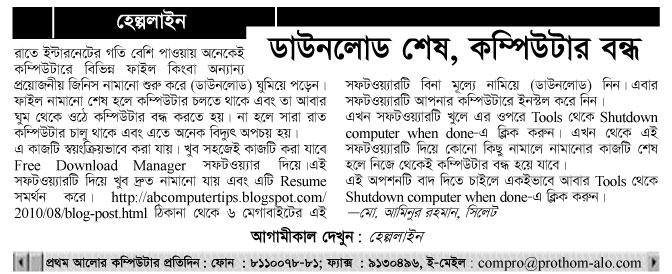 হেল্পলাইন
ডাউনলোড শেষ, কম্পিউটার বন্ধ
রাতে ইন্টারনেটের গতি বেশি পাওয়ায় অনেকেই
কম্পিউটারে বিভিন্ন ফাইল কিংবা অন্যান্য
প্রয়োজনীয় জিনিস নামানো শুরু করে (ডাউনলোড) ঘুমিয়ে পড়েন।
ফাইল নামানো শেষ হলে কম্পিউটার চলতে থাকে এবং তা আবার
ঘুম থেকে ওঠে কম্পিউটার বন্ধ করতে হয়। না হলে সারা রাত
কম্পিউটার চালু থাকে এবং এতে অনেক বিদ্যুৎ অপচয় হয়।
এ কাজটি স্বয়ংক্রিয়ভাবে করা যায়। খুব সহজেই কাজটি করা যাবে
Free Download Manager সফটওয়্যার দিয়ে।এই
সফটওয়্যারটি দিয়ে খুব দ্রুত নামানো যায় এবং এটি Resume
সমর্থন করে। http://abcomputertips.blogspot.com/
2010/08/blog-post.html ঠিকানা থেকে ৬ মেগাবাইটের এই
সফটওয়্যারটি বিনা মূল্যে নামিয়ে (ডাউনলোড) নিন। এবার
সফটওয়্যারটি আপনার কম্পিউটারে ইনস্টল করে নিন।
এখন সফটওয়্যারটি খুলে এর ওপরে Tools থেকে Shutdown
computer when done-এ ক্লিক করুন। এখন থেকে এই
সফটওয়্যারটি দিয়ে কোনো কিছু নামালে নামানোর কাজটি শেষ
হলে নিজে থেকেই কম্পিউটার বন্ধ হয়ে যাবে।
এই অপশনটি বাদ দিতে চাইলে একইভাবে আবার Tools থেকে
Shutdown computer when done-এ ক্লিক করুন।
—মো. আমিনুর রহমান, সিলেট
আগামীকাল দেখুন : হেল্পলাইন
প্রথম আলোর কম্পিউটার প্রতিদিন : ফোন : ৮১১০০৭৮-৮১; ফ্যাক্স : ৯১৩০৪৯৬, ই-মেইল : compro@prothom-alo.com